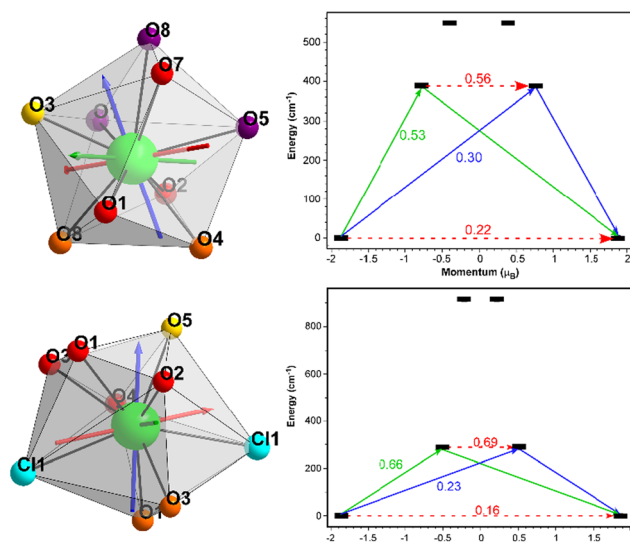 O8
O7
O3
O
O5
O2
O1
O8
O4
Energy (cm⁻¹)
500
400
300
200
100
0
0.56
0.53
0.30
0.22
-2
-1.5
-1
-0.5
0
0.5
1
1.5
2
Momentum (μB)
O1
O5
O3
O2
O4
Cl1
Cl1
O3
O1
Energy (cm⁻¹)
800
600
400
200
0
0.69
0.66
0.23
0.16
-2
-1.5
-1
-0.5
0
0.5
1
1.5
2